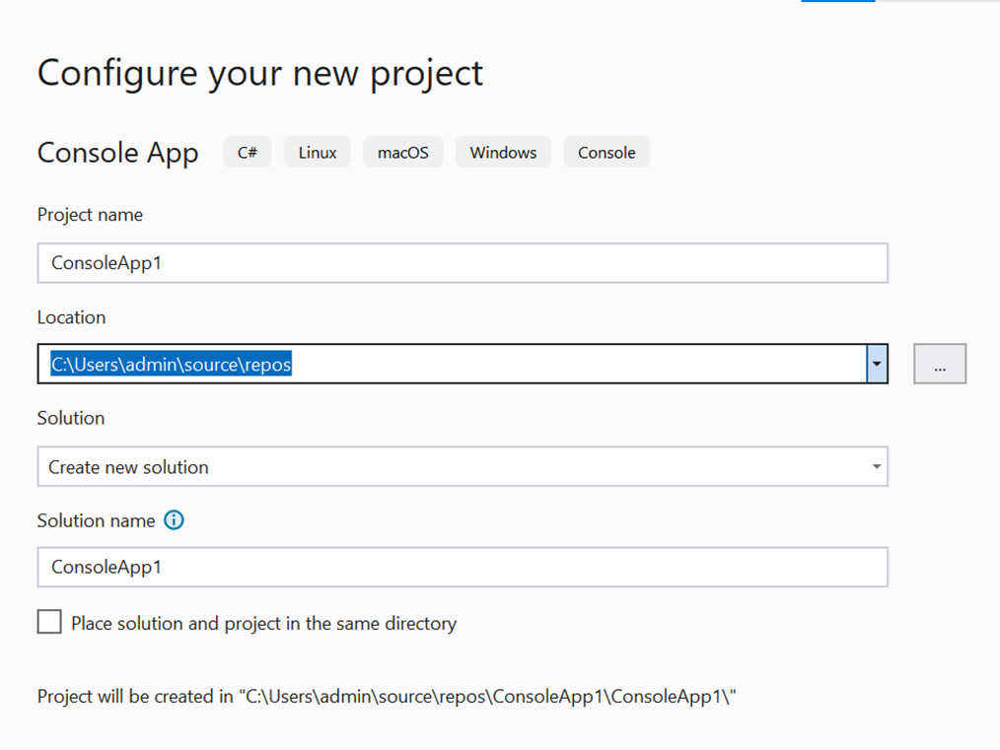 Configure your new project
Console App C# Linux macOS Windows Console
Project name
ConsoleApp1
Location
C:\Users\admin\source\repos
...
Solution
Create new solution
Solution name
ConsoleApp1
Place solution and project in the same directory
Project will be created in "C:\Users\admin\source\repos\ConsoleApp1\ConsoleApp1\"